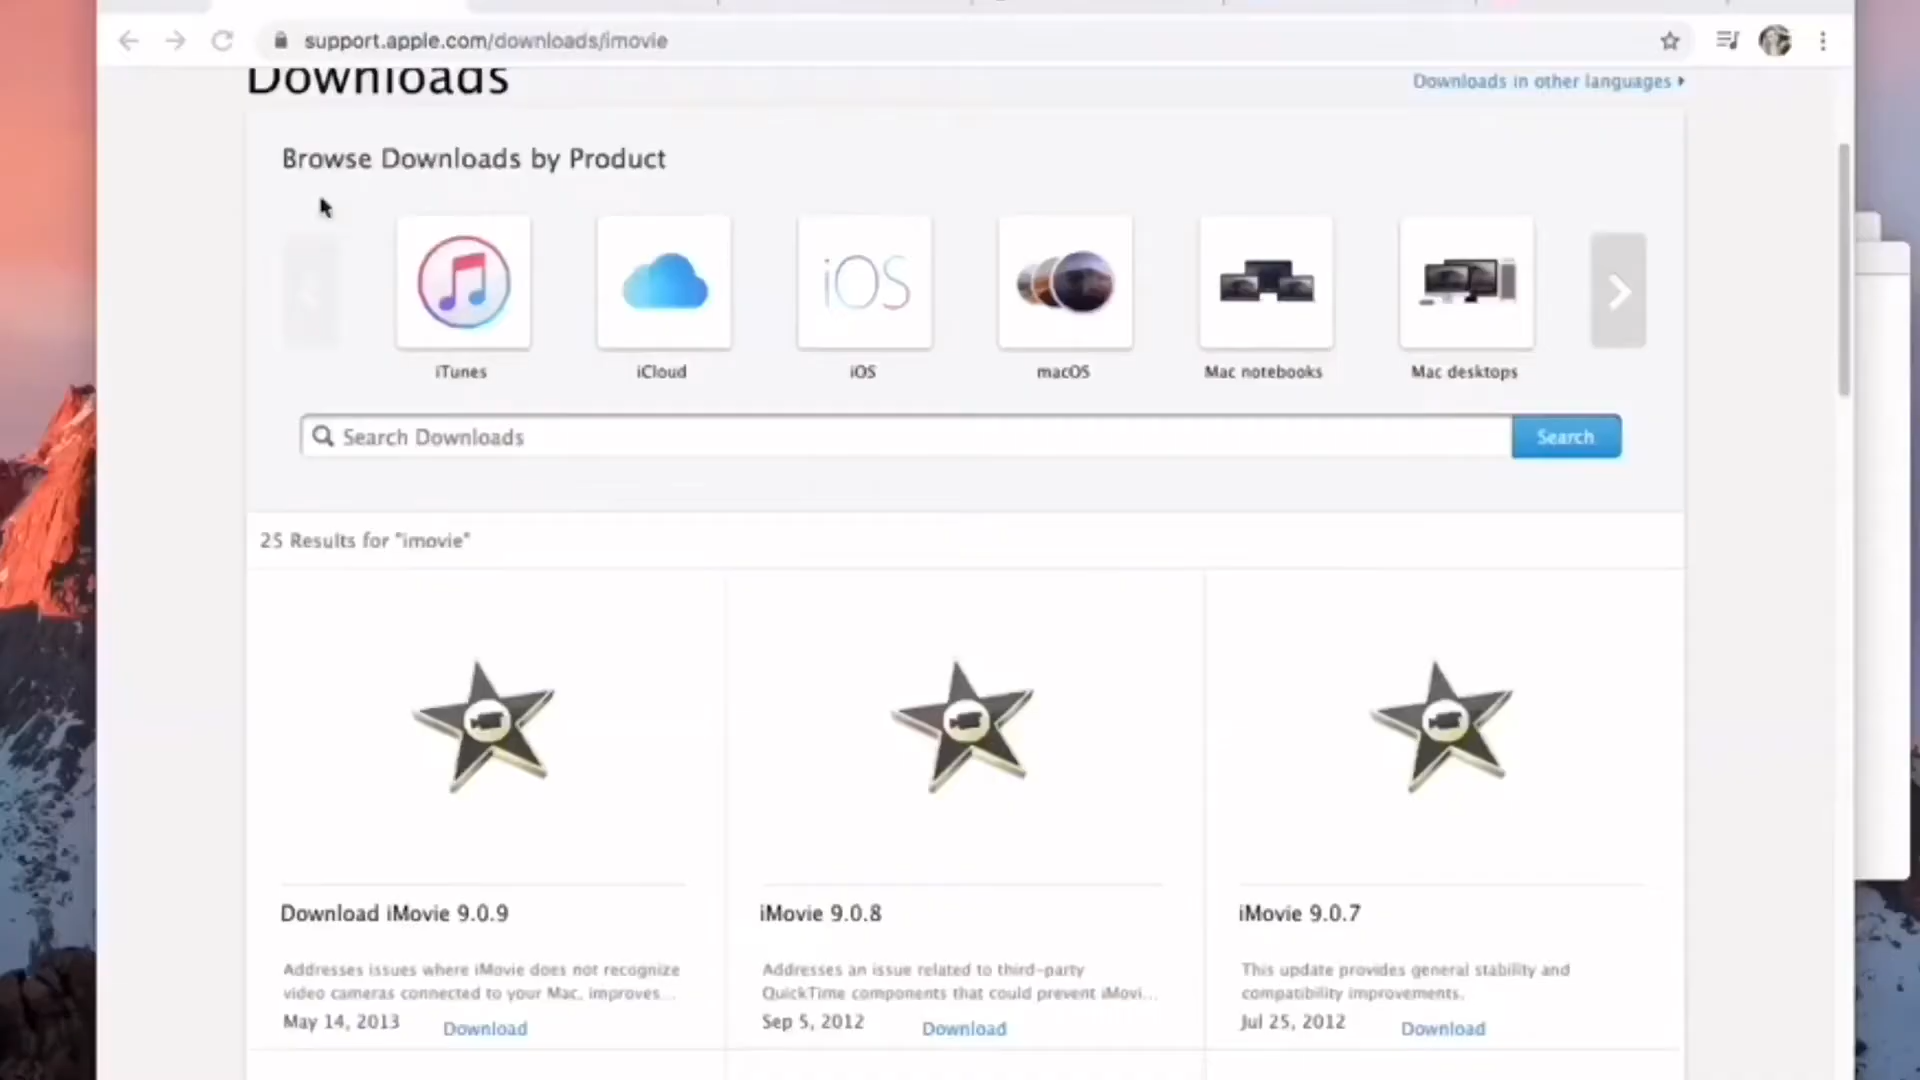 support.apple.com/downloads/imovie
Downloads
Downloads in other languages
Browse Downloads by Product
iOS
iTunes
iCloud
iOS
macOS
Mac notebooks
Mac desktops
Search Downloads
Search
25 Results for "imovie"
Download iMovie 9.0.9
Addresses issues where iMovie does not recognize
video cameras connected to your Mac, improves...
May 14, 2013
Download
iMovie 9.0.8
Addresses an issue related to third-party
QuickTime components that could prevent iMovi...
Sep 5, 2012
Download
iMovie 9.0.7
This update provides general stability and
compatibility improvements.
Jul 25, 2012
Download